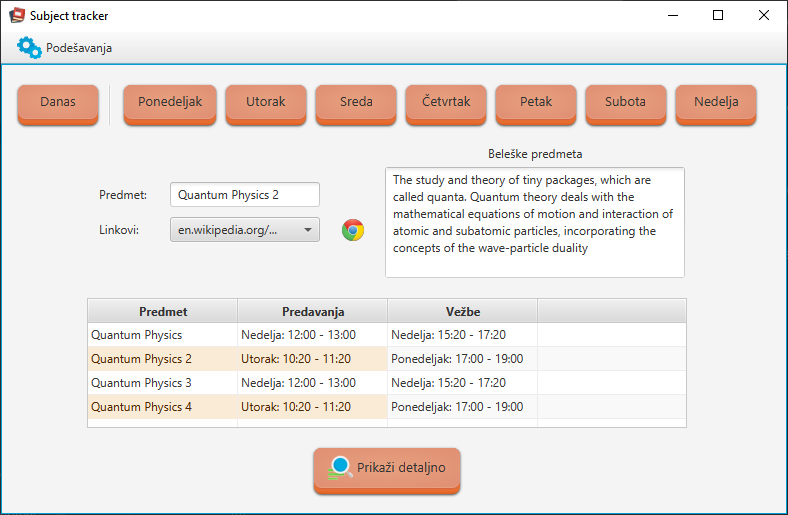 Subject tracker
Podešavanja
Danas Ponedeljak Utorak Sreda Četvrtak Petak Subota Nedelja
Beleške predmeta
Predmet: Quantum Physics 2
Linkovi: en.wikipedia.org/...
The study and theory of tiny packages, which are
called quanta. Quantum theory deals with the
mathematical equations of motion and interaction of
atomic and subatomic particles, incorporating the
concepts of the wave-particle duality
Predmet Predavanja Vežbe
Quantum Physics Nedelja: 12:00 - 13:00 Nedelja: 15:20 - 17:20
Quantum Physics 2 Utorak: 10:20 - 11:20 Ponedeljak: 17:00 - 19:00
Quantum Physics 3 Nedelja: 12:00 - 13:00 Nedelja: 15:20 - 17:20
Quantum Physics 4 Utorak: 10:20 - 11:20 Ponedeljak: 17:00 - 19:00
Prikaži detaljno